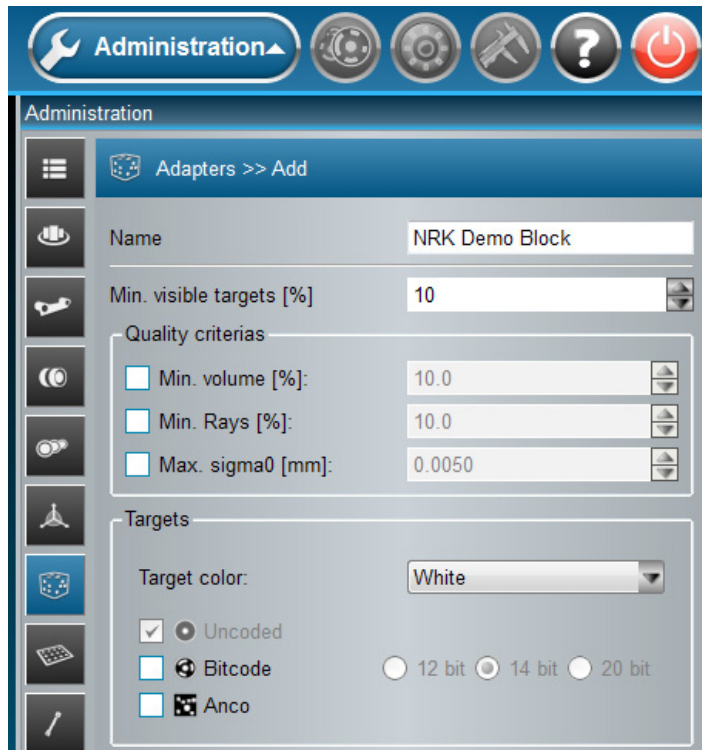 Administration
?
Administration
Adapters >> Add
Name NRK Demo Block
Min. visible targets [%] 10
Quality criterias
Min. volume [%]: 10.0
Min. Rays [%]: 10.0
Max. sigma0 [mm]: 0.0050
Targets
Target color: White
Uncoded
Bitcode 12 bit 14 bit 20 bit
Anco